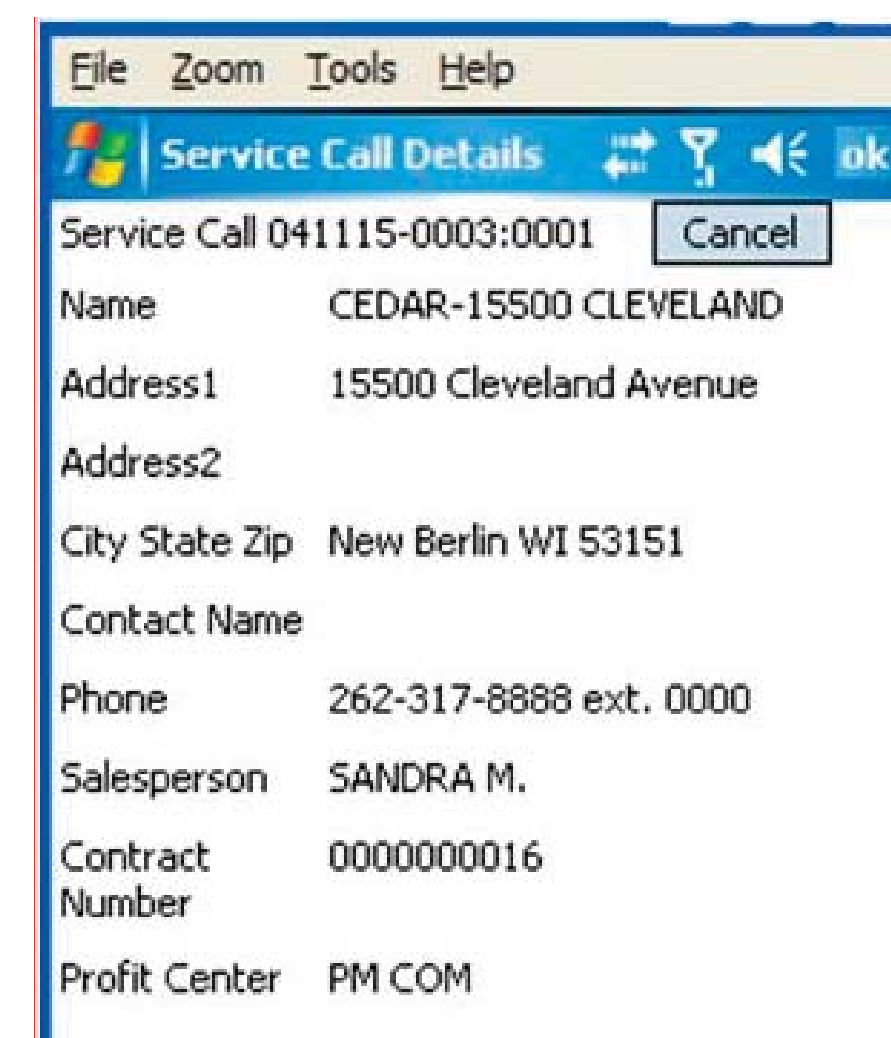 File Zoom Tools Help
Service Call Details ok
Service Call 041115-0003:0001 Cancel
Name CEDAR-15500 CLEVELAND
Address1 15500 Cleveland Avenue
Address2
City State Zip New Berlin WI 53151
Contact Name
Phone 262-317-8888 ext. 0000
Salesperson SANDRA M.
Contract 0000000016
Number
Profit Center PM COM